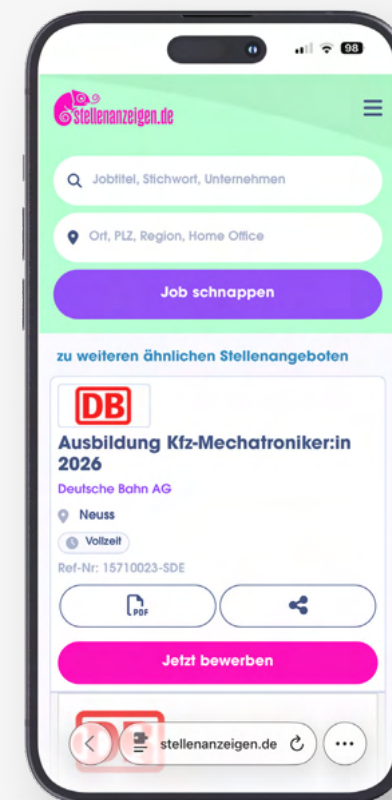 98
stellenanzeigen.de
Jobtitel, Stichwort, Unternehmen
Ort, PLZ, Region, Home Office
Job schnappen
zu weiteren ähnlichen Stellenangeboten
DB
Ausbildung Kfz-Mechatroniker:in
2026
Deutsche Bahn AG
Neuss
Vollzeit
Ref-Nr: 15710023-SDE
PDF
Jetzt bewerben
DB
stellenanzeigen.de